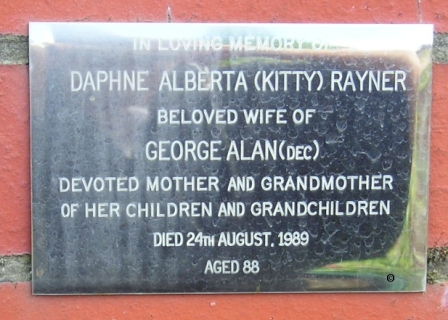 IN LOVING MEMORY OF
DAPHNE ALBERTA (KITTY) RAYNER
BELOVED WIFE OF
GEORGE ALAN (DEC)
DEVOTED MOTHER AND GRANDMOTHER
OF HER CHILDREN AND GRANDCHILDREN
DIED 24TH AUGUST, 1989
AGED 88
©